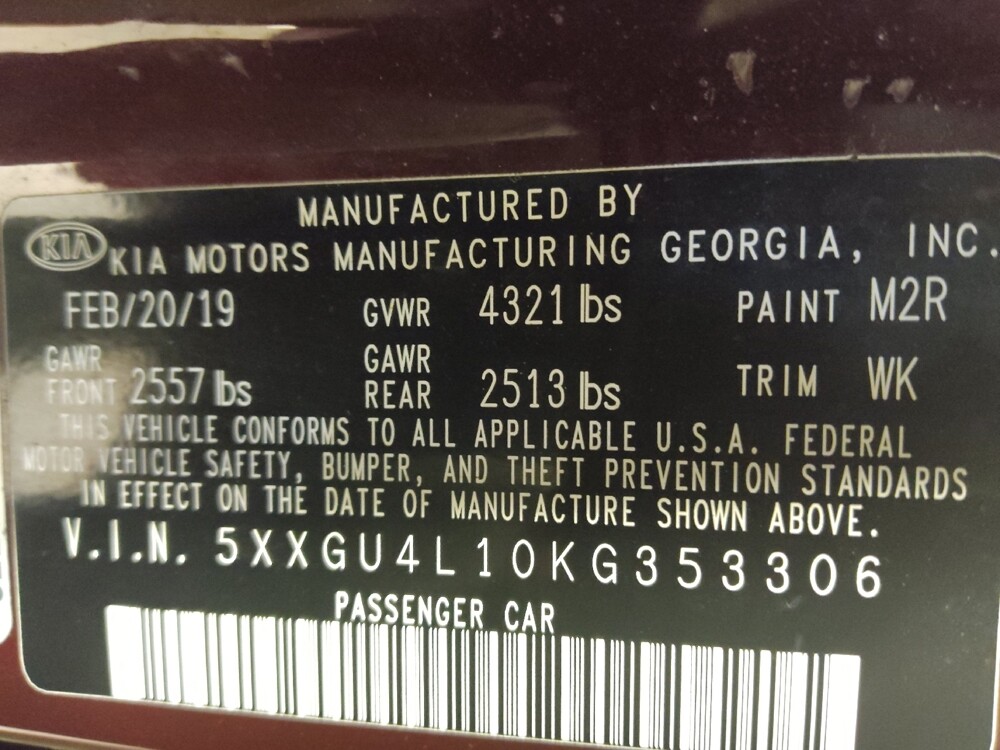 MANUFACTURED BY
KIA KIA MOTORS MANUFACTURING GEORGIA, INC.
FEB/20/19 GVWR 4321 lbs PAINT M2R
GAWR FRONT 2557 lbs GAWR REAR 2513 lbs TRIM WK
THIS VEHICLE CONFORMS TO ALL APPLICABLE U.S.A. FEDERAL
MOTOR VEHICLE SAFETY, BUMPER, AND THEFT PREVENTION STANDARDS
IN EFFECT ON THE DATE OF MANUFACTURE SHOWN ABOVE.
V.I.N. 5XXGU4L10KG353306
PASSENGER CAR